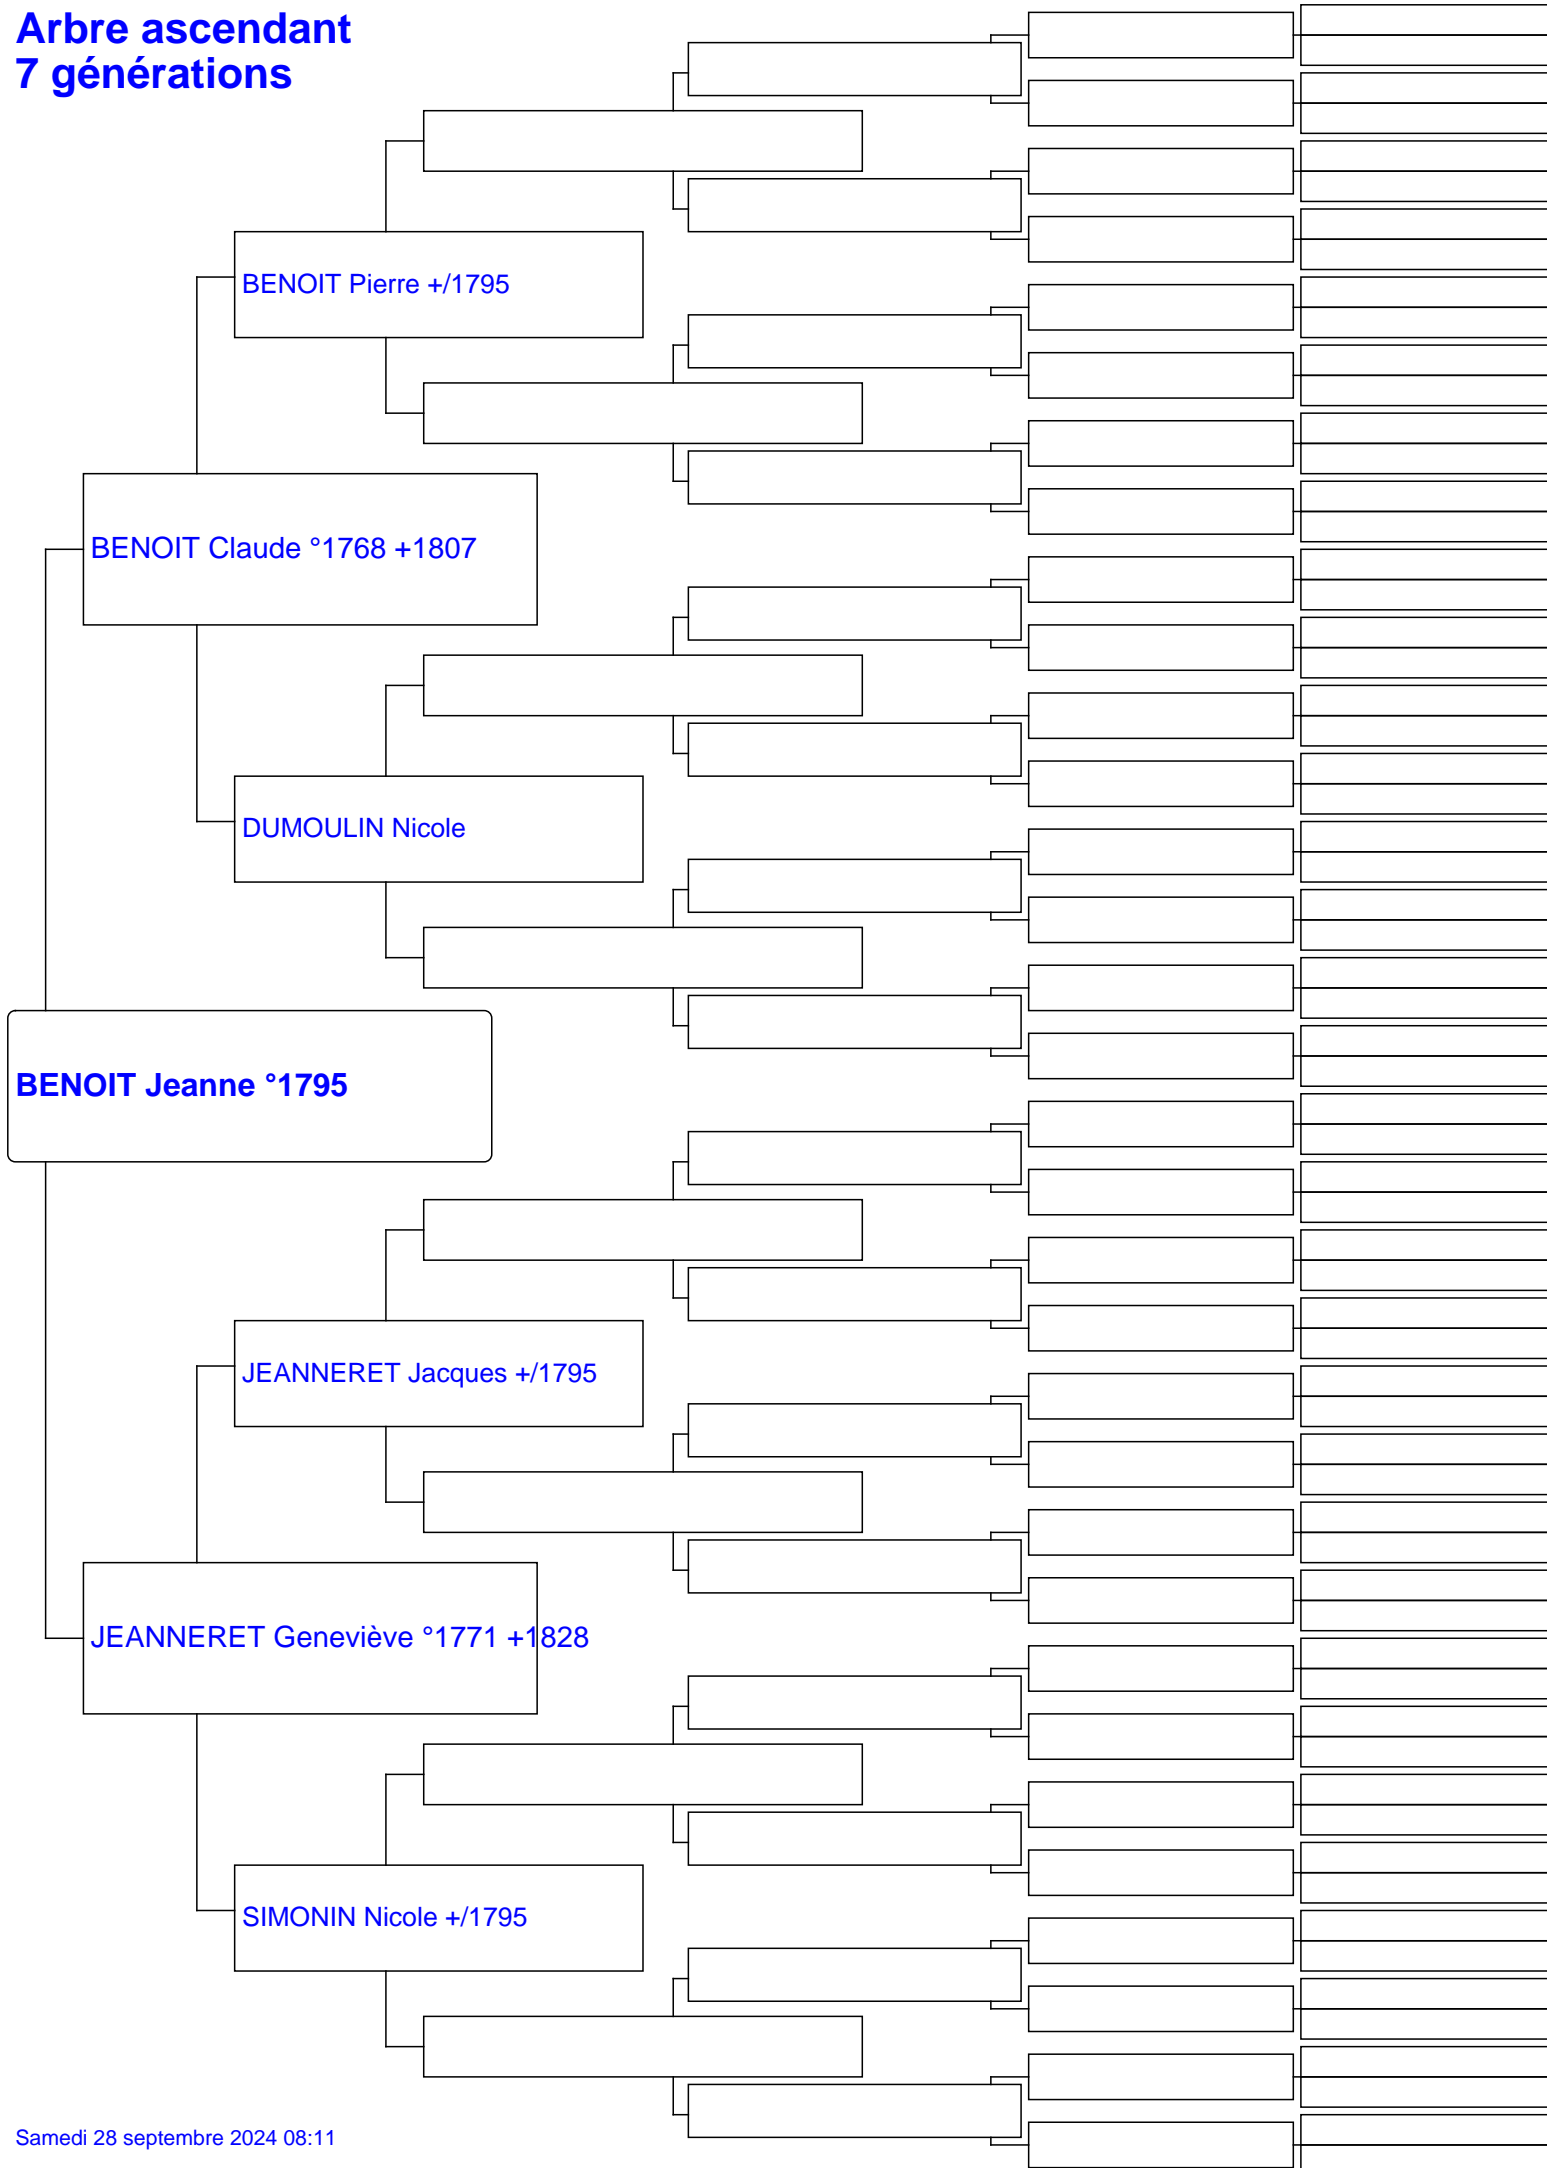 Arbre ascendant
7 générations
BENOIT Pierre +/1795
BENOIT Claude °1768 +1807
DUMOULIN Nicole
BENOIT Jeanne °1795
JEANNERET Jacques +/1795
JEANNERET Geneviève °1771 +1828
SIMONIN Nicole +/1795
Samedi 28 septembre 2024 08:11